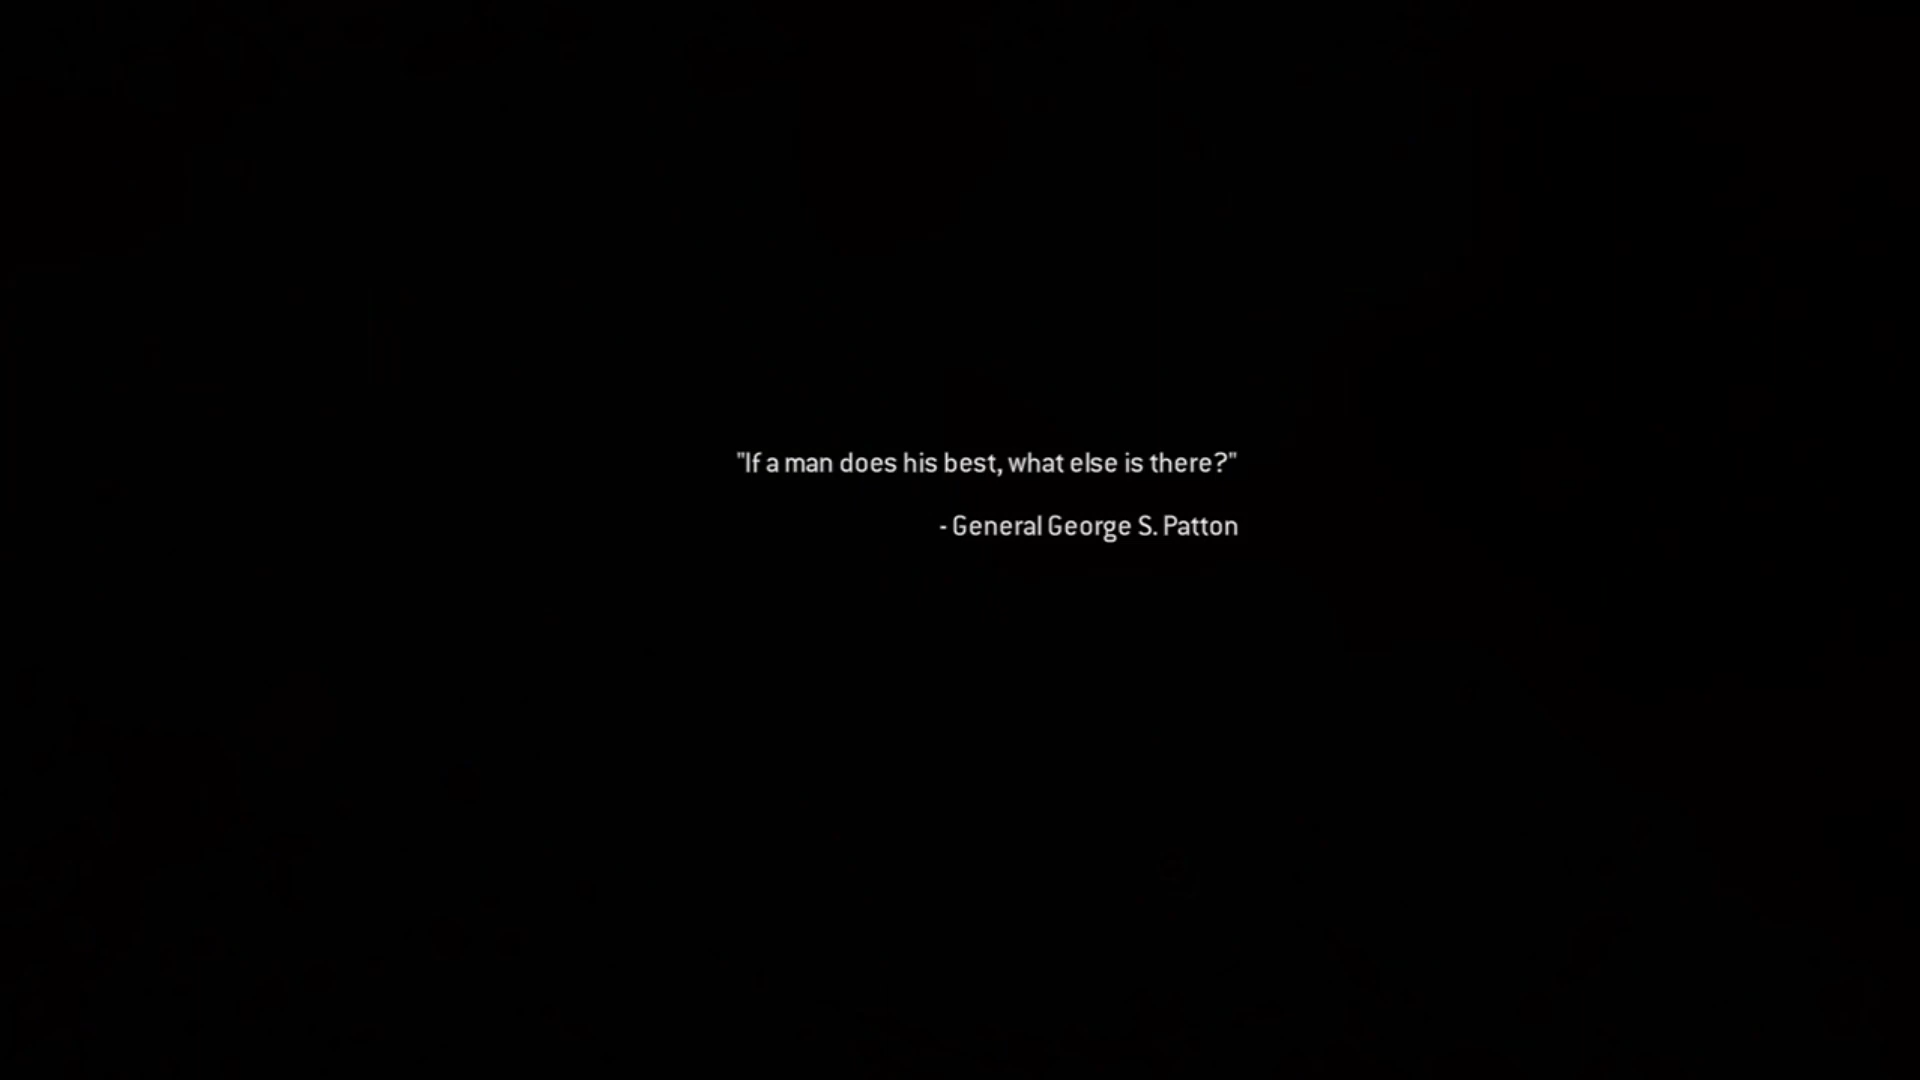 "If a man does his best, what else is there?"
- General George S. Patton